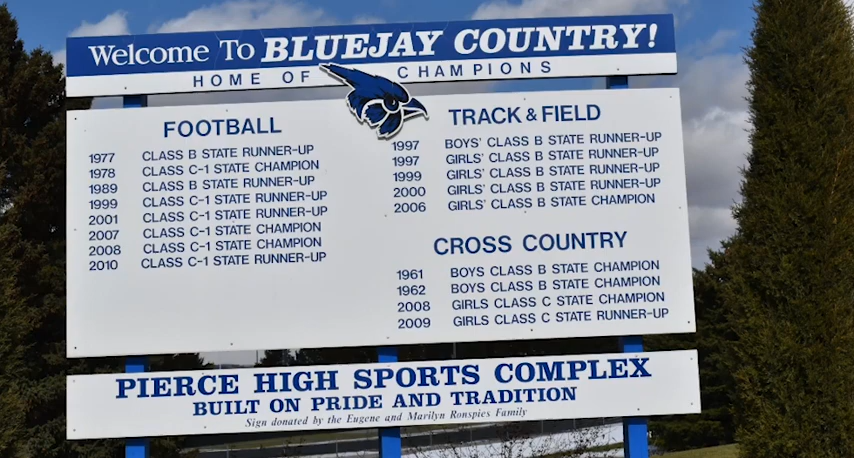 Welcome To BLUEJAY COUNTRY!
HOME OF CHAMPIONS
FOOTBALL
1977 CLASS B STATE RUNNER-UP
1978 CLASS C-1 STATE CHAMPION
1989 CLASS B STATE RUNNER-UP
1999 CLASS C-1 STATE RUNNER-UP
2001 CLASS C-1 STATE RUNNER-UP
2007 CLASS C-1 STATE CHAMPION
2008 CLASS C-1 STATE CHAMPION
2010 CLASS C-1 STATE RUNNER-UP
TRACK & FIELD
1997 BOYS' CLASS B STATE RUNNER-UP
1997 GIRLS' CLASS B STATE RUNNER-UP
1999 GIRLS' CLASS B STATE RUNNER-UP
2000 GIRLS' CLASS B STATE RUNNER-UP
2006 GIRLS' CLASS B STATE CHAMPION
CROSS COUNTRY
1961 BOYS CLASS B STATE CHAMPION
1962 BOYS CLASS B STATE CHAMPION
2008 GIRLS CLASS C STATE CHAMPION
2009 GIRLS CLASS C STATE RUNNER-UP
PIERCE HIGH SPORTS COMPLEX
BUILT ON PRIDE AND TRADITION
Sign donated by the Eugene and Marilyn Ronspies Family